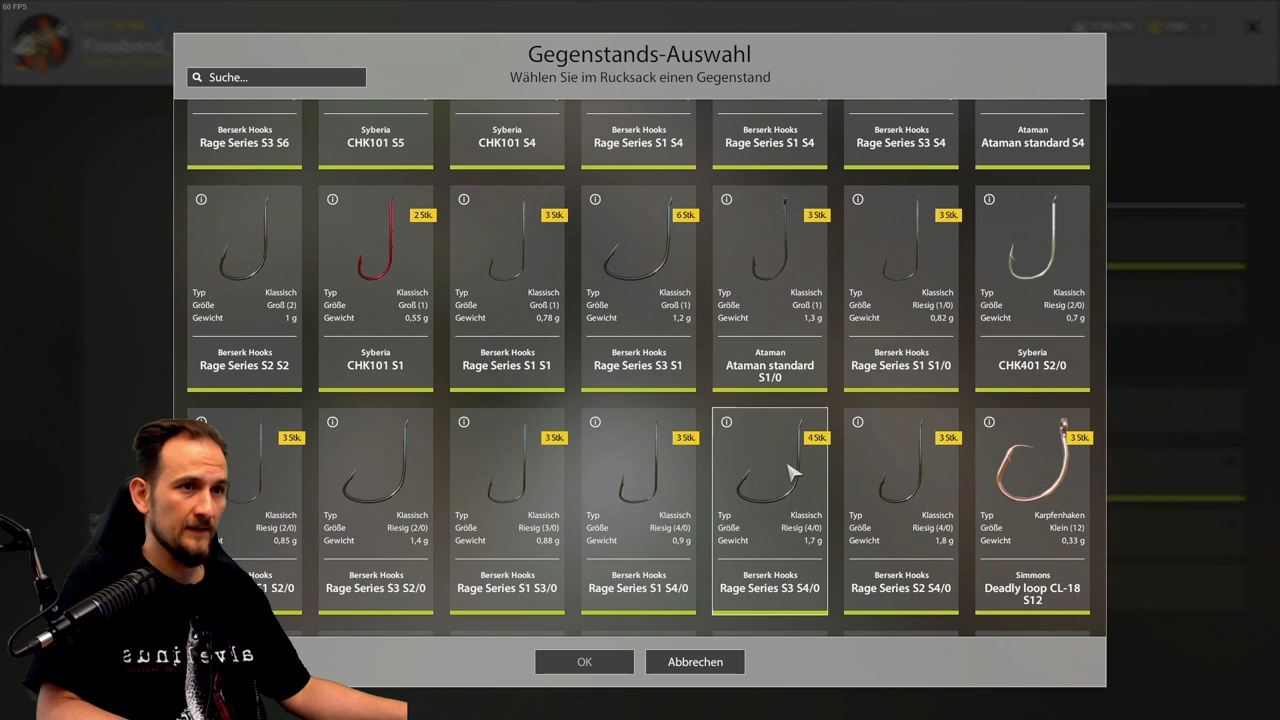 60 FPS
Gegenstands-Auswahl
Wählen Sie im Rucksack einen Gegenstand
Suche...
Berserk Hooks
Rage Series S3 S6
Syberia
CHK101 S5
Syberia
CHK101 S4
Berserk Hooks
Rage Series S1 S4
Berserk Hooks
Rage Series S1 S4
Berserk Hooks
Rage Series S3 S4
Ataman
Ataman standard S4
Typ Klassisch
Größe Groß (2)
Gewicht 1 g
Berserk Hooks
Rage Series S2 S2
2 Stk.
Typ Klassisch
Größe Groß (1)
Gewicht 0,55 g
Syberia
CHK101 S1
3 Stk.
Typ Klassisch
Größe Groß (1)
Gewicht 0,78 g
Berserk Hooks
Rage Series S1 S1
6 Stk.
Typ Klassisch
Größe Groß (1)
Gewicht 1,2 g
Berserk Hooks
Rage Series S3 S1
3 Stk.
Typ Klassisch
Größe Groß (1)
Gewicht 1,3 g
Ataman
Ataman standard
S1/0
3 Stk.
Typ Klassisch
Größe Riesig (1/0)
Gewicht 0,82 g
Berserk Hooks
Rage Series S1 S1/0
Typ Klassisch
Größe Riesig (2/0)
Gewicht 0,7 g
Syberia
CHK401 S2/0
3 Stk.
Klassisch
Riesig (2/0)
0,85 g
Hooks
S1 S2/0
Typ Klassisch
Größe Riesig (2/0)
Gewicht 1,4 g
Berserk Hooks
Rage Series S3 S2/0
3 Stk.
Typ Klassisch
Größe Riesig (3/0)
Gewicht 0,88 g
Berserk Hooks
Rage Series S1 S3/0
3 Stk.
Typ Klassisch
Größe Riesig (4/0)
Gewicht 0,9 g
Berserk Hooks
Rage Series S1 S4/0
4 Stk.
Typ Klassisch
Größe Riesig (4/0)
Gewicht 1,7 g
Berserk Hooks
Rage Series S3 S4/0
3 Stk.
Typ Klassisch
Größe Riesig (4/0)
Gewicht 1,8 g
Berserk Hooks
Rage Series S2 S4/0
3 Stk.
Typ Karpfenhaken
Größe Klein (12)
Gewicht 0,33 g
Simmons
Deadly loop CL-18
S12
OK
Abbrechen